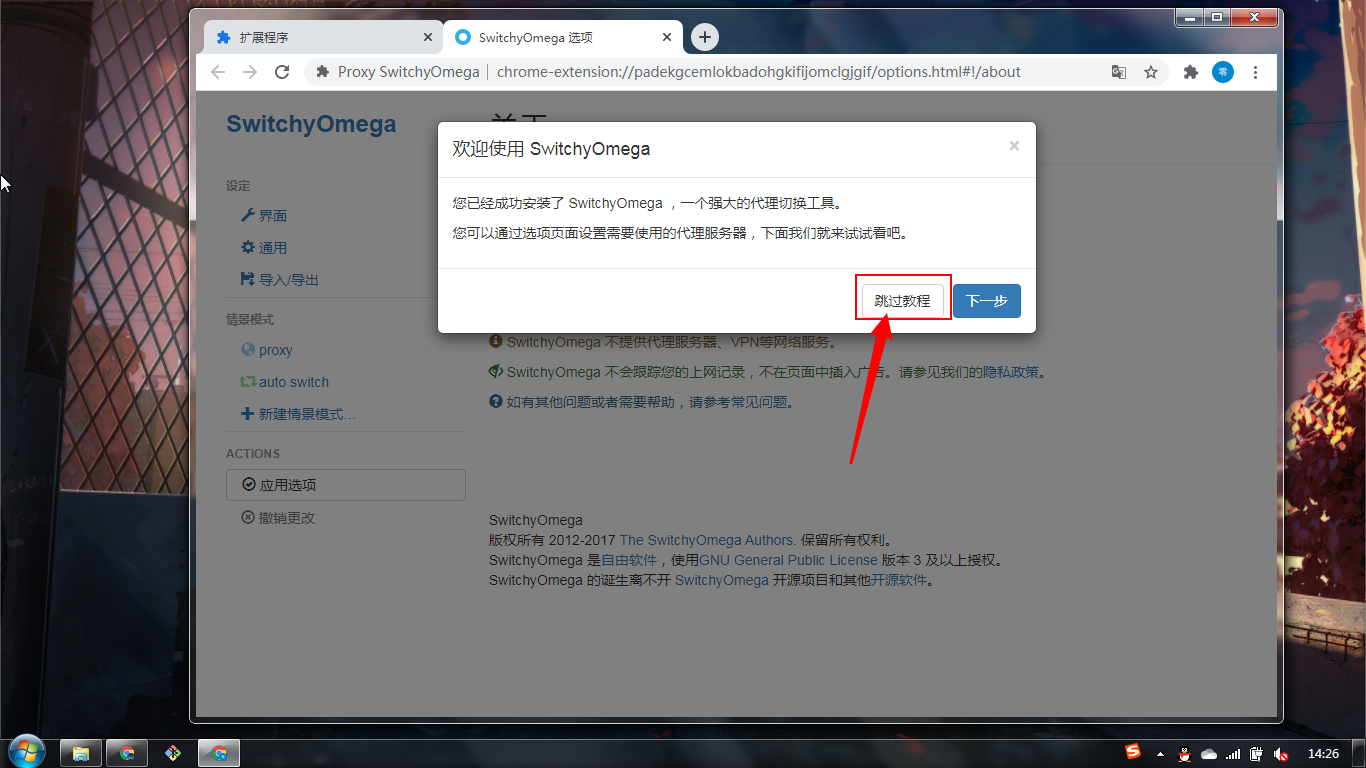 扩展程序
SwitchyOmega 选项
Proxy SwitchyOmega
chrome-extension://padekgcemlokbadohgkifijomclgjgif/options.html#!/about
零
SwitchyOmega
设定
界面
通用
导入/导出
情景模式
proxy
auto switch
新建情景模式...
ACTIONS
应用选项
撤销更改
欢迎使用 SwitchyOmega
×
您已经成功安装了 SwitchyOmega ，一个强大的代理切换工具。
您可以通过选项页面设置需要使用的代理服务器，下面我们就来试试看吧。
跳过教程
下一步
SwitchyOmega 不提供代理服务器、VPN等网络服务。
SwitchyOmega 不会跟踪您的上网记录，不在页面中插入广告。请参见我们的隐私政策。
如有其他问题或者需要帮助，请参考常见问题。
SwitchyOmega
版权所有 2012-2017 The SwitchyOmega Authors. 保留所有权利。
SwitchyOmega 是自由软件，使用GNU General Public License 版本 3 及以上授权。
SwitchyOmega 的诞生离不开 SwitchyOmega 开源项目和其他开源软件。
14:26